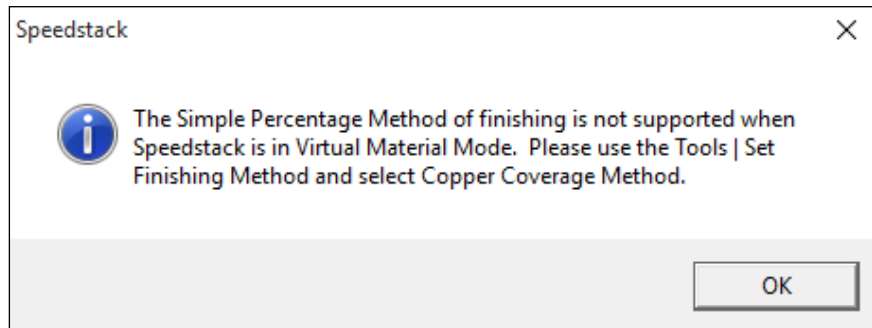 Speedstack
The Simple Percentage Method of finishing is not supported when
Speedstack is in Virtual Material Mode.  Please use the Tools | Set
Finishing Method and select Copper Coverage Method.
OK